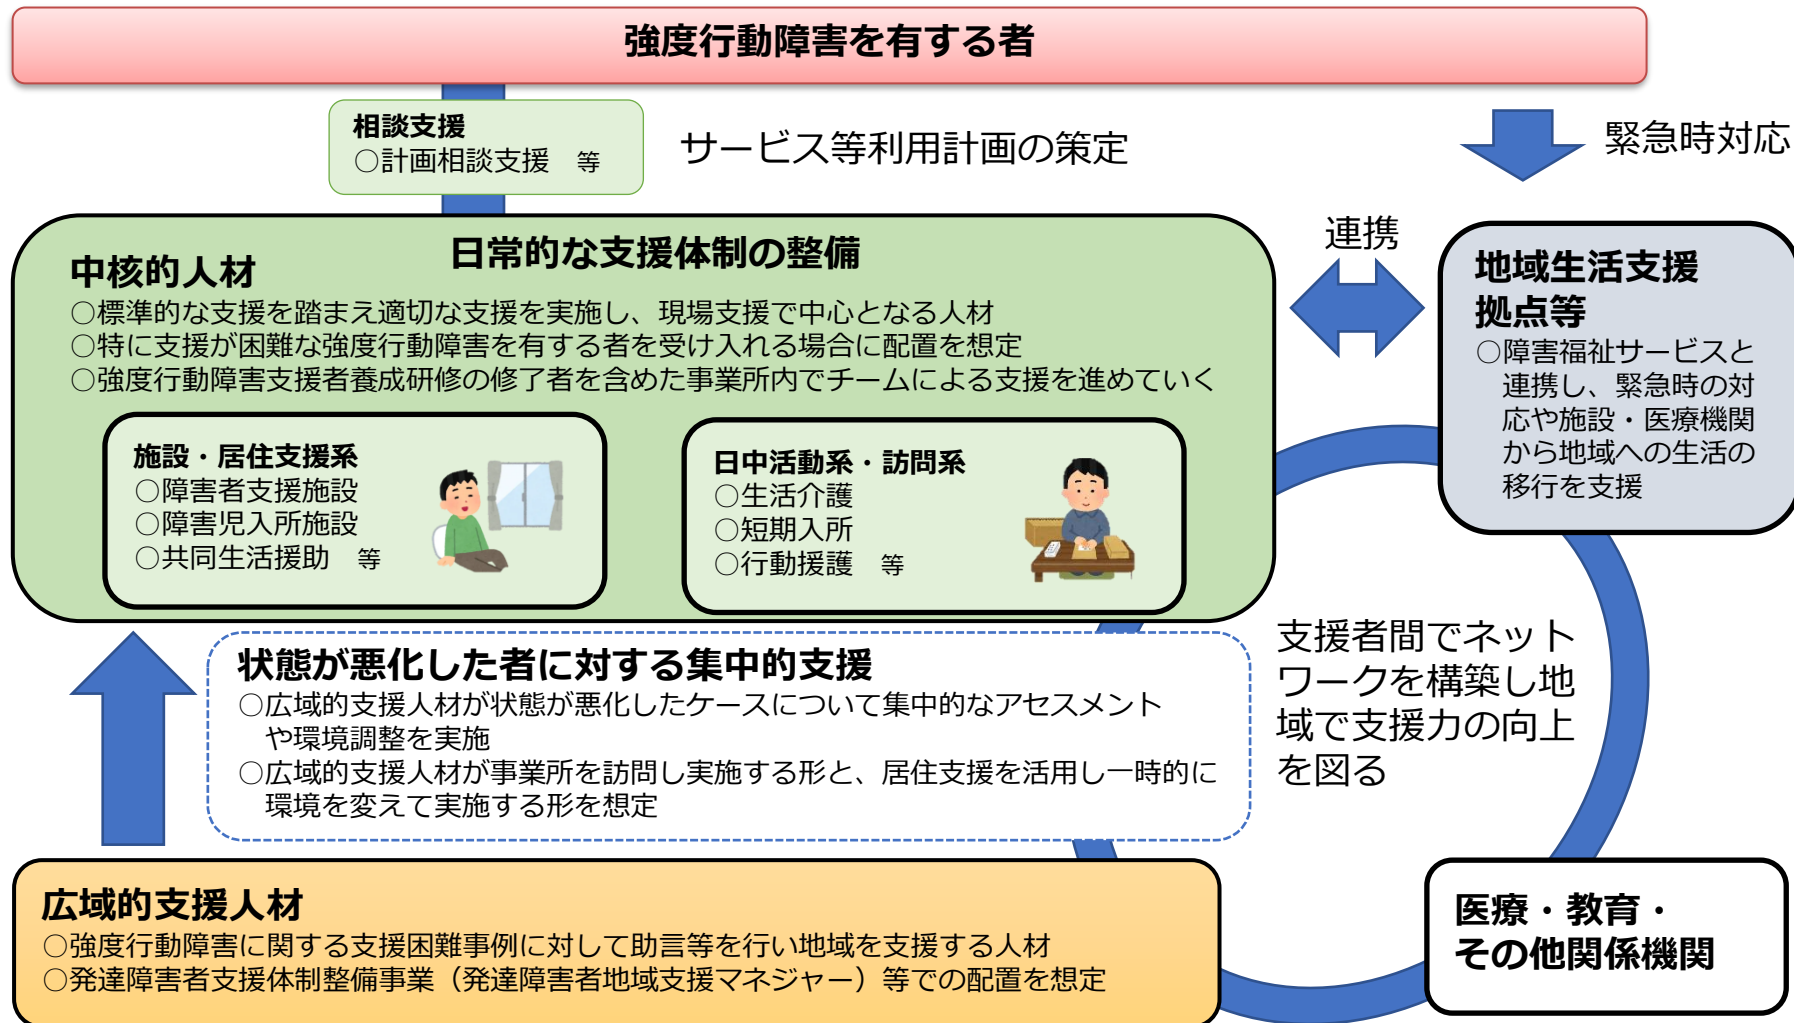 強度行動障害を有する者
相談支援
○計画相談支援 等
サービス等利用計画の策定
緊急時対応
日常的な支援体制の整備
中核的人材
○標準的な支援を踏まえ適切な支援を実施し、現場支援で中心となる人材
○特に支援が困難な強度行動障害を有する者を受け入れる場合に配置を想定
○強度行動障害支援者養成研修の修了者を含めた事業所内でチームによる支援を進めていく
施設・居住支援系
○障害者支援施設
○障害児入所施設
○共同生活援助 等
日中活動系・訪問系
○生活介護
○短期入所
○行動援護 等
連携
地域生活支援
拠点等
○障害福祉サービスと
連携し、緊急時の対
応や施設・医療機関
から地域への生活の
移行を支援
状態が悪化した者に対する集中的支援
○広域的支援人材が状態が悪化したケースについて集中的なアセスメント
や環境調整を実施
○広域的支援人材が事業所を訪問し実施する形と、居住支援を活用し一時的に
環境を変えて実施する形を想定
支援者間でネット
ワークを構築し地
域で支援力の向上
を図る
広域的支援人材
○強度行動障害に関する支援困難事例に対して助言等を行い地域を支援する人材
○発達障害者支援体制整備事業（発達障害者地域支援マネジャー）等での配置を想定
医療・教育・
その他関係機関